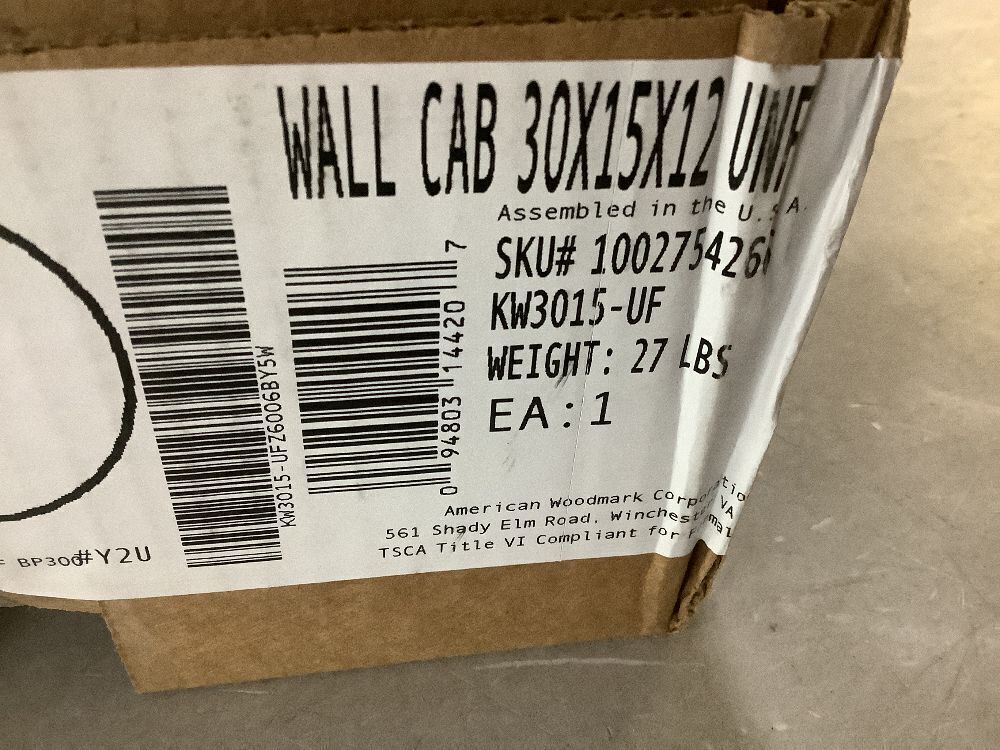 WALL CAB 30X15X12 UNF
Assembled in the U.S.A.
SKU# 100275426
KW3015-UF
WEIGHT: 27 LBS
EA:1
American Woodmark Corporation
561 Shady Elm Road. Winchest VA
TSCA Title VI Compliant for
KW3015-UFZ6006BY5W
0 94803 14420 7
BP300#Y2U